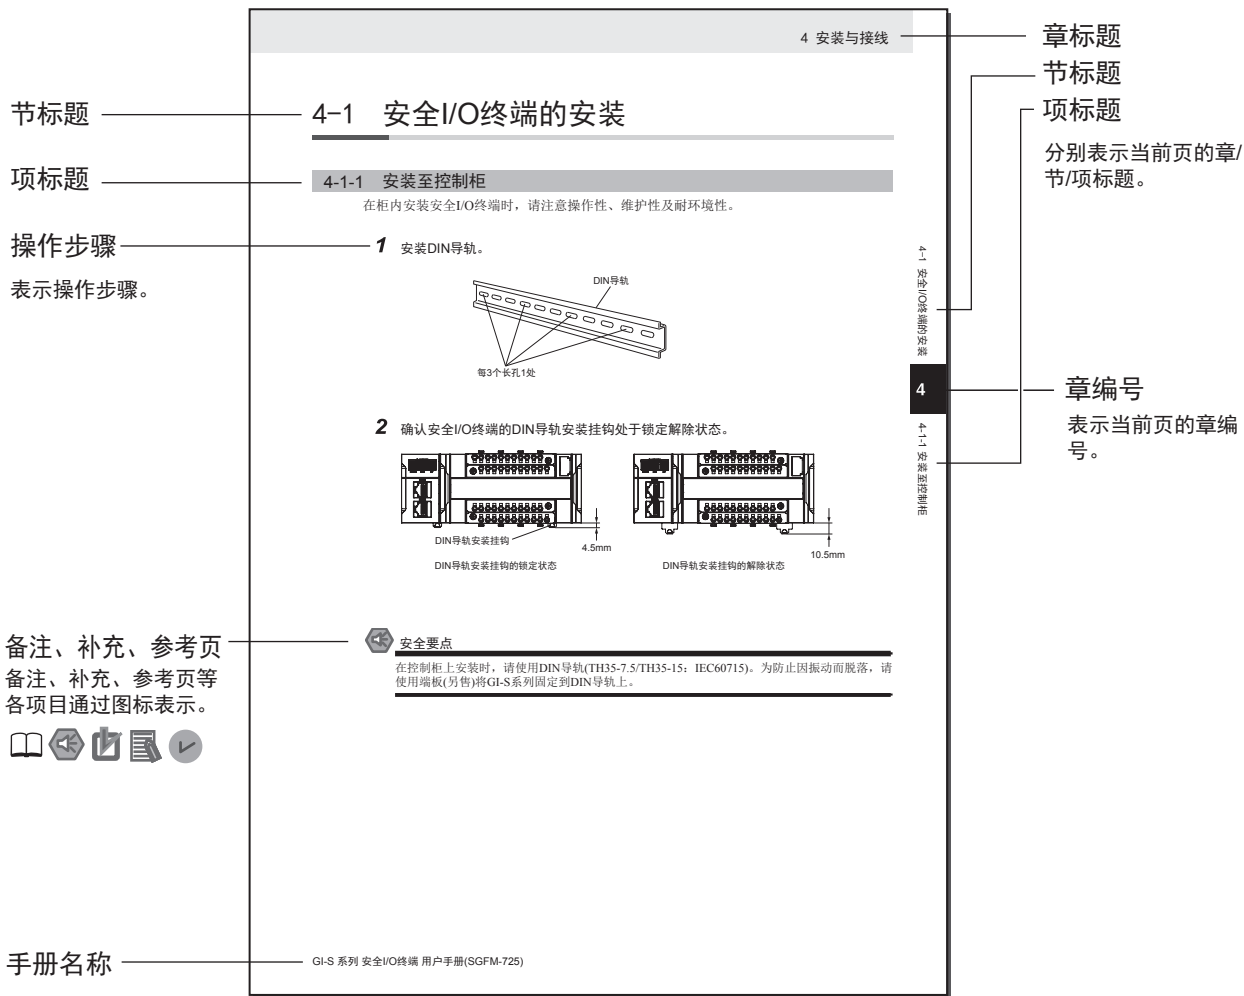 4 安装与接线
章标题
节标题
项标题
分别表示当前页的章/
节/项标题。
节标题
4-1 安全I/O终端的安装
项标题
4-1-1 安装至控制柜
在柜内安装安全I/O终端时，请注意操作性、维护性及耐环境性。
操作步骤
表示操作步骤。
1 安装DIN导轨。
DIN导轨
每3个长孔1处
4-1 安全I/O终端的安装
4
4-1-1 安装至控制柜
章编号
表示当前页的章编
号。
2 确认安全I/O终端的DIN导轨安装挂钩处于锁定解除状态。
DIN导轨安装挂钩
4.5mm
DIN导轨安装挂钩的锁定状态
10.5mm
DIN导轨安装挂钩的解除状态
备注、补充、参考页
备注、补充、参考页等
各项目通过图标表示。
安全要点
在控制柜上安装时，请使用DIN导轨(TH35-7.5/TH35-15：IEC60715)。为防止因振动而脱落，请
使用端板(另售)将GI-S系列固定到DIN导轨上。
手册名称
GI-S 系列 安全I/O终端 用户手册(SGFM-725)